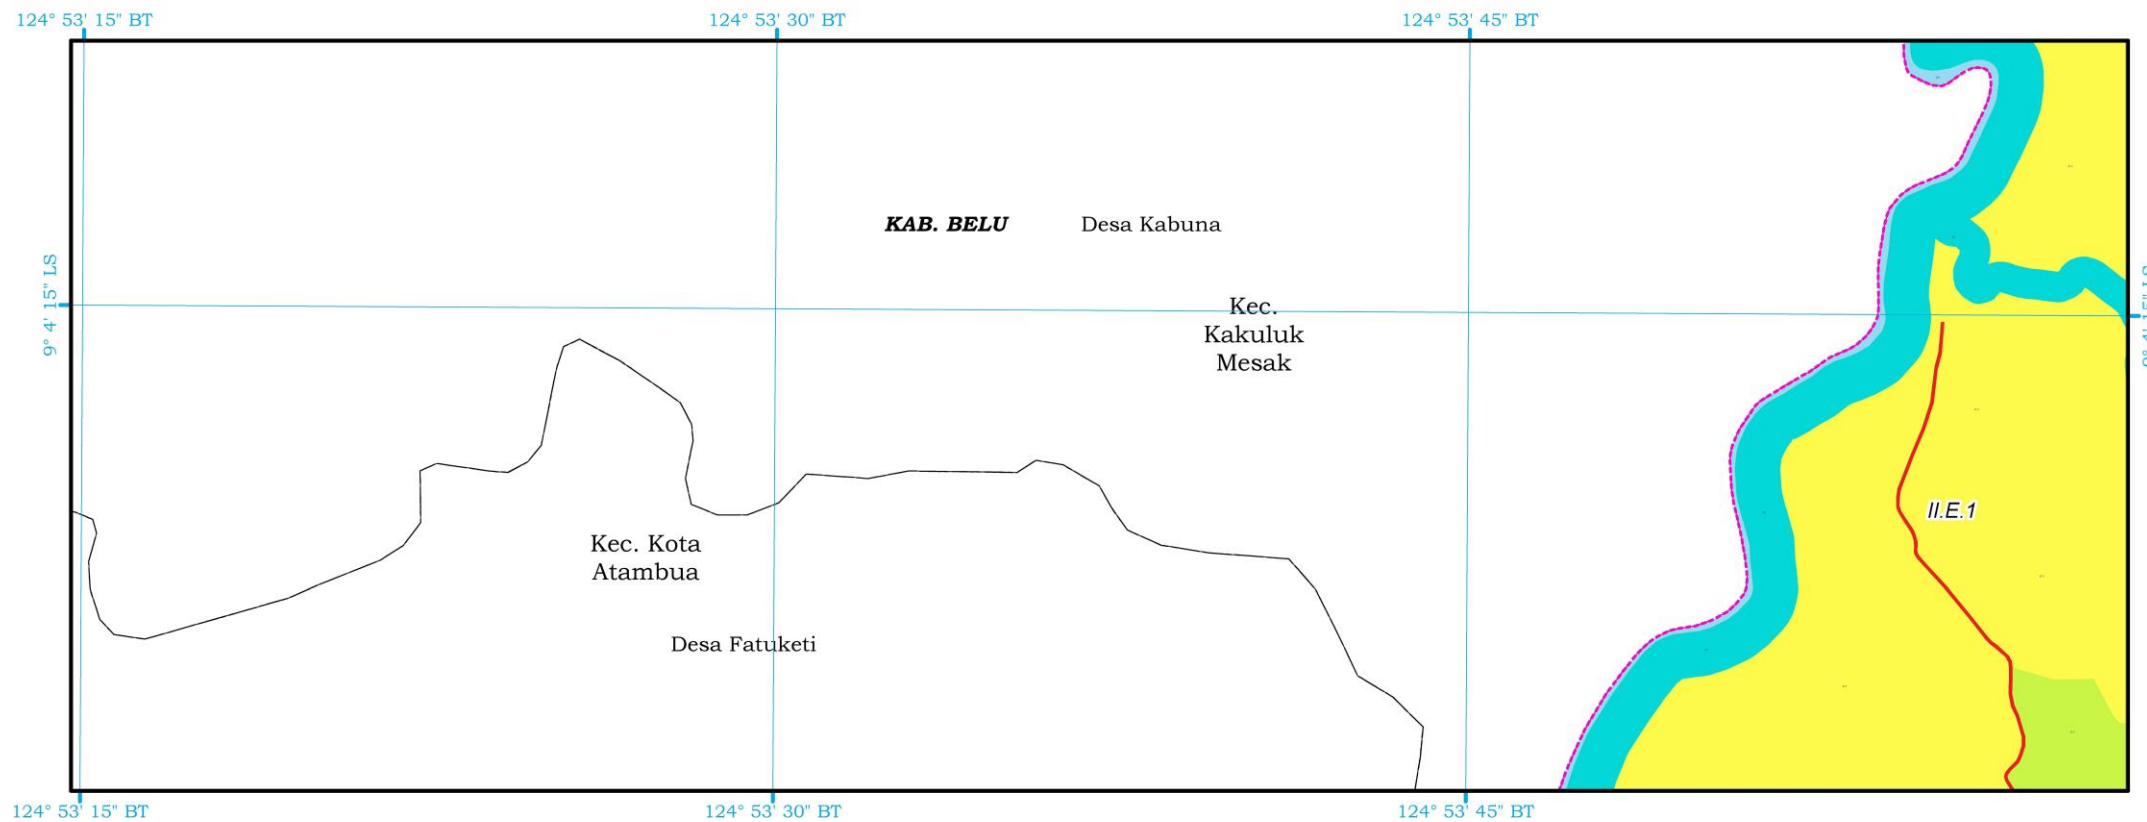 124° 53' 15" BT
124° 53' 30" BT
124° 53' 45" BT
KAB. BELU
Desa Kabuna
9° 4' 15" LS
Kec.
Kakuluk
Mesak
II.E.1
Kec. Kota
Atambua
Desa Fatuketi
124° 53' 15" BT
124° 53' 30" BT
124° 53' 45" BT